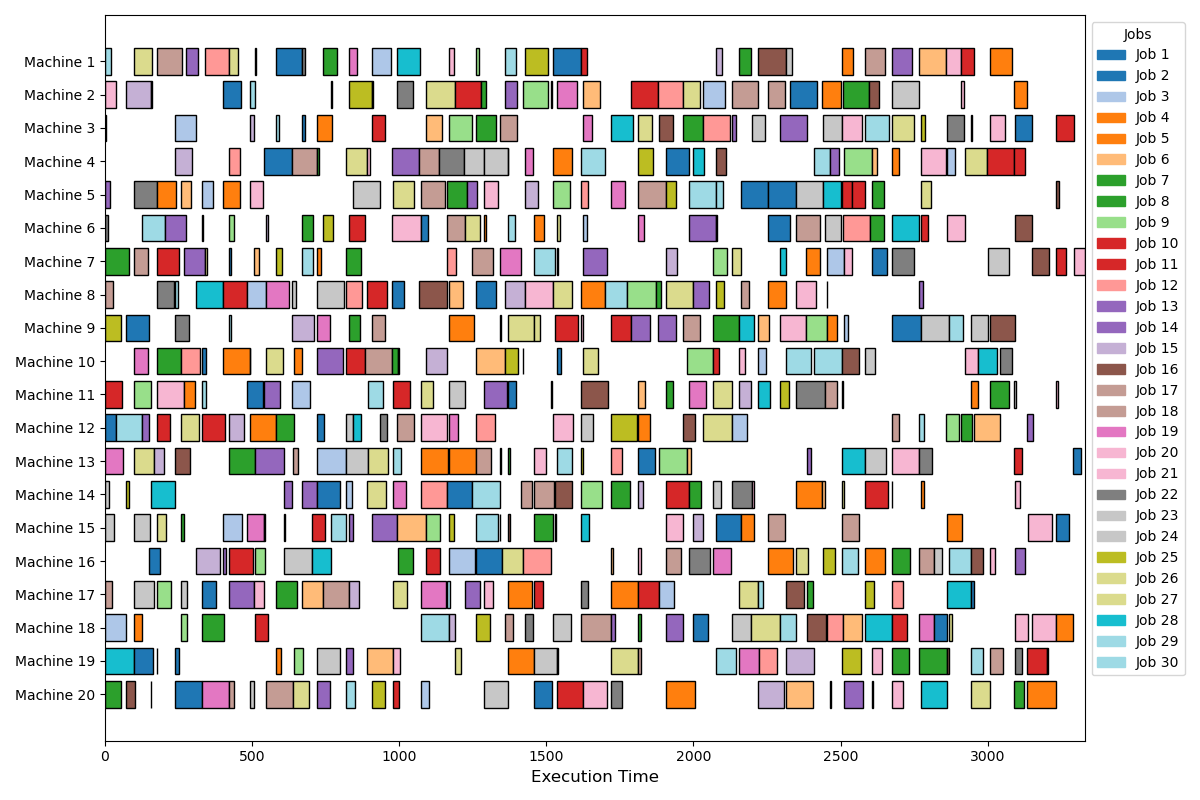 Machine 1
Machine 2
Machine 3
Machine 4
Machine 5
Machine 6
Machine 7
Machine 8
Machine 9
Machine 10
Machine 11
Machine 12
Machine 13
Machine 14
Machine 15
Machine 16
Machine 17
Machine 18
Machine 19
Machine 20
0 500 1000 1500 2000 2500 3000
Execution Time
Jobs
Job 1
Job 2
Job 3
Job 4
Job 5
Job 6
Job 7
Job 8
Job 9
Job 10
Job 11
Job 12
Job 13
Job 14
Job 15
Job 16
Job 17
Job 18
Job 19
Job 20
Job 21
Job 22
Job 23
Job 24
Job 25
Job 26
Job 27
Job 28
Job 29
Job 30